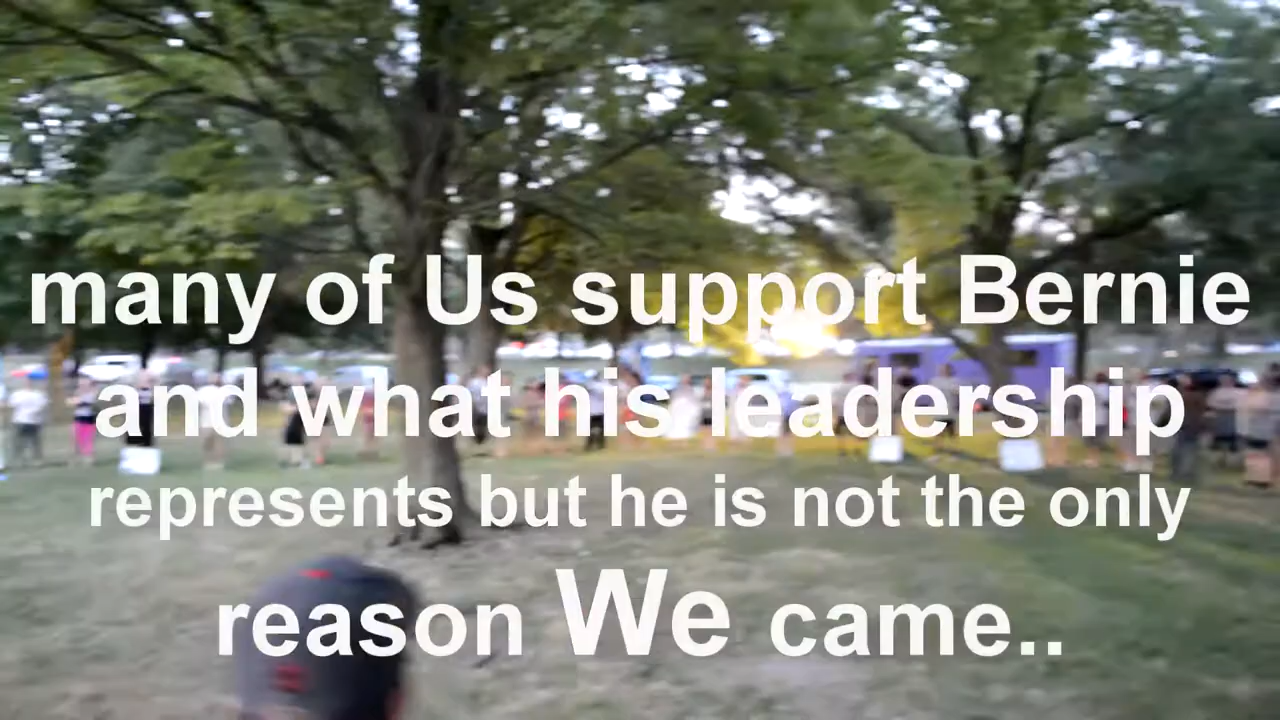 many of Us support Bernie
and what his leadership
represents but he is not the only
reason We came..